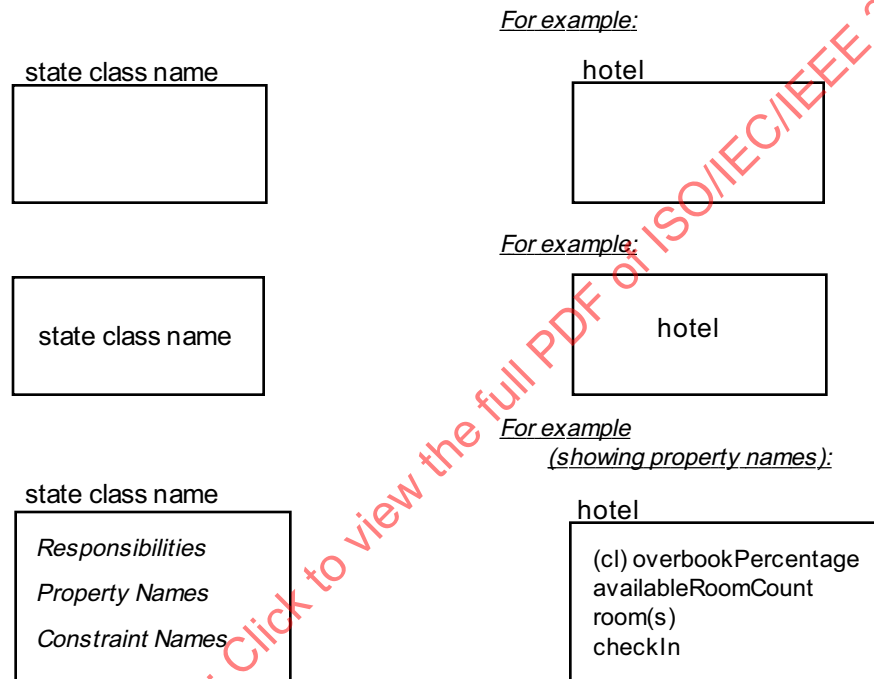 For example:
state class name
hotel
For example:
state class name
hotel
For example
(showing property names):
state class name
Responsibilities
Property Names
Constraint Names
hotel
(cl) overbookPercentage
availableRoomCount
room(s)
checkIn
: Click to view the full PDF of ISO/IEC/IEEE